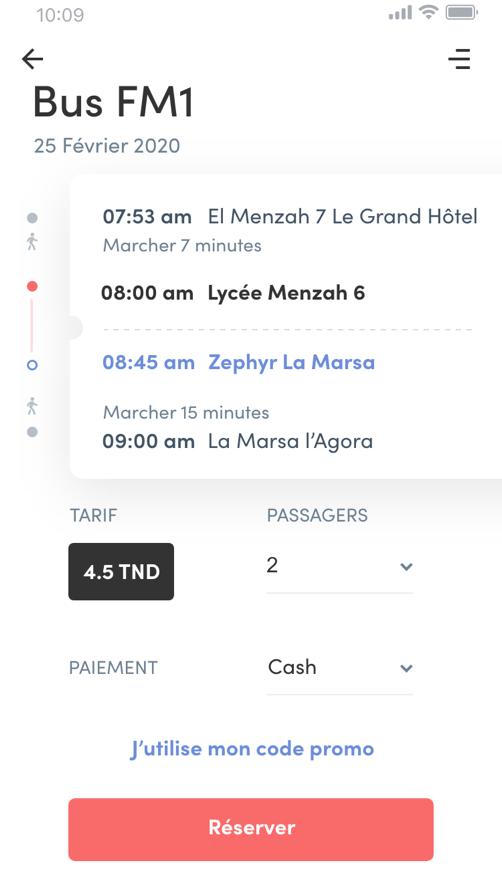 10:09
Bus FM1
25 Février 2020
07:53 am El Menzah 7 Le Grand Hôtel
Marcher 7 minutes
08:00 am Lycée Menzah 6
08:45 am Zephyr La Marsa
Marcher 15 minutes
09:00 am La Marsa l’Agora
TARIF PASSAGERS
4.5 TND 2
PAIEMENT Cash
J’utilise mon code promo
Réserver